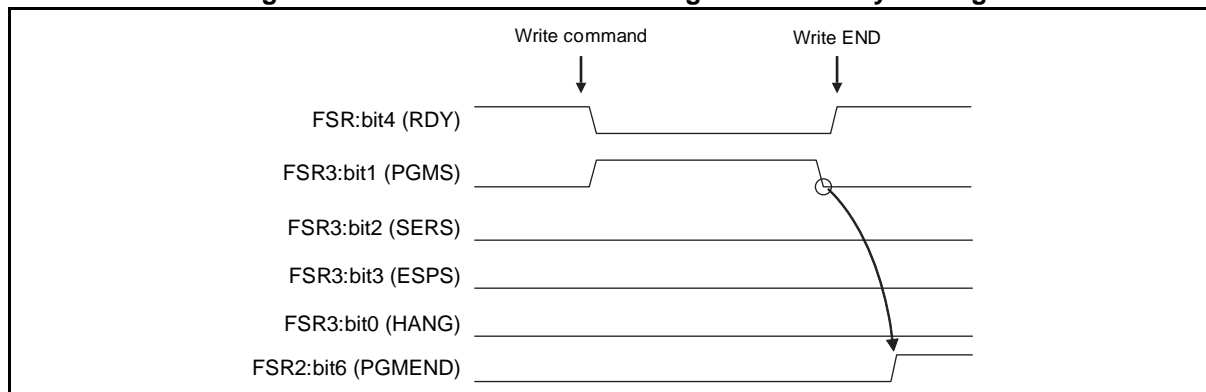 Write command Write END
FSR:bit4 (RDY)
FSR3:bit1 (PGMS)
FSR3:bit2 (SERS)
FSR3:bit3 (ESPS)
FSR3:bit0 (HANG)
FSR2:bit6 (PGMEND)